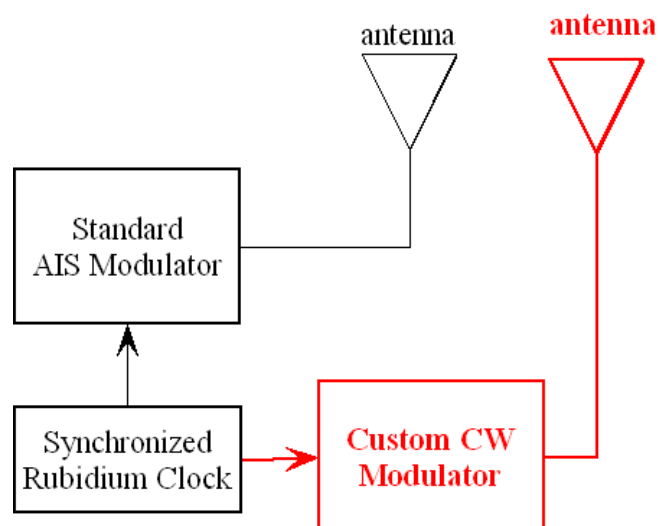 antenna
antenna
Standard
AIS Modulator
Synchronized
Rubidium Clock
Custom CW
Modulator